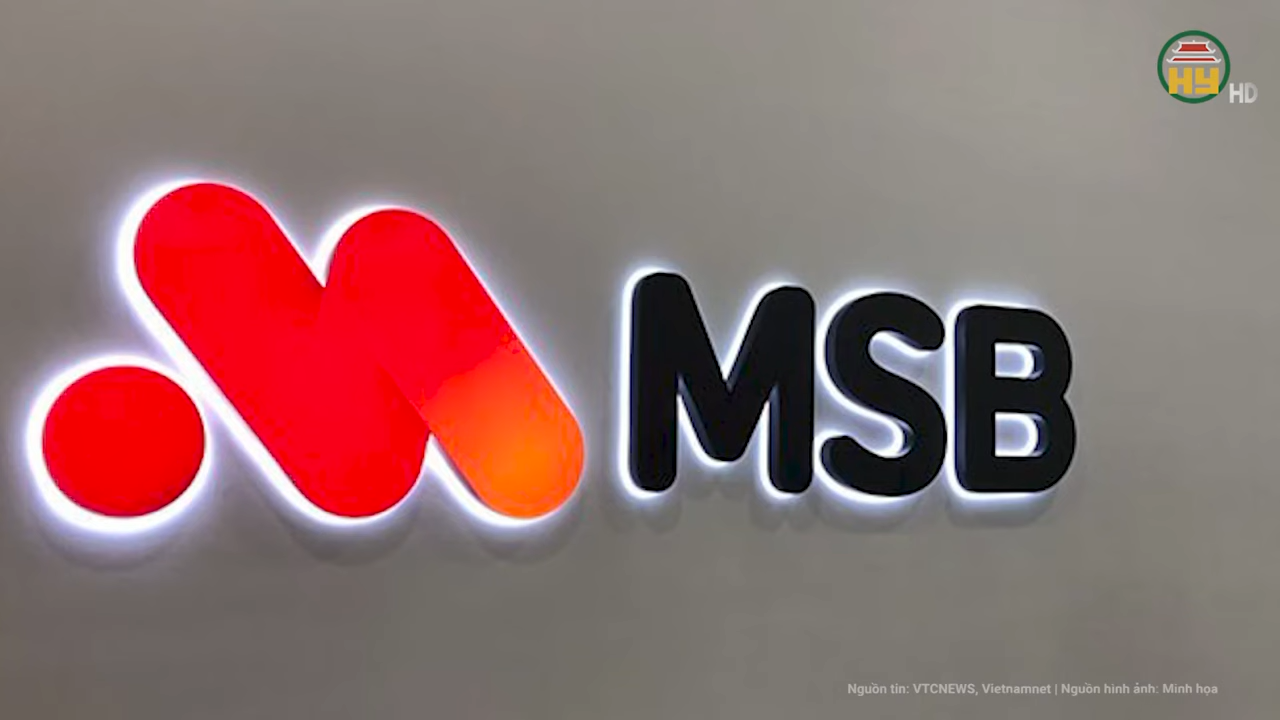 HY
HD
MSB
Nguồn tin: VTCNEWS, Vietnamnet | Nguồn hình ảnh: Minh họa